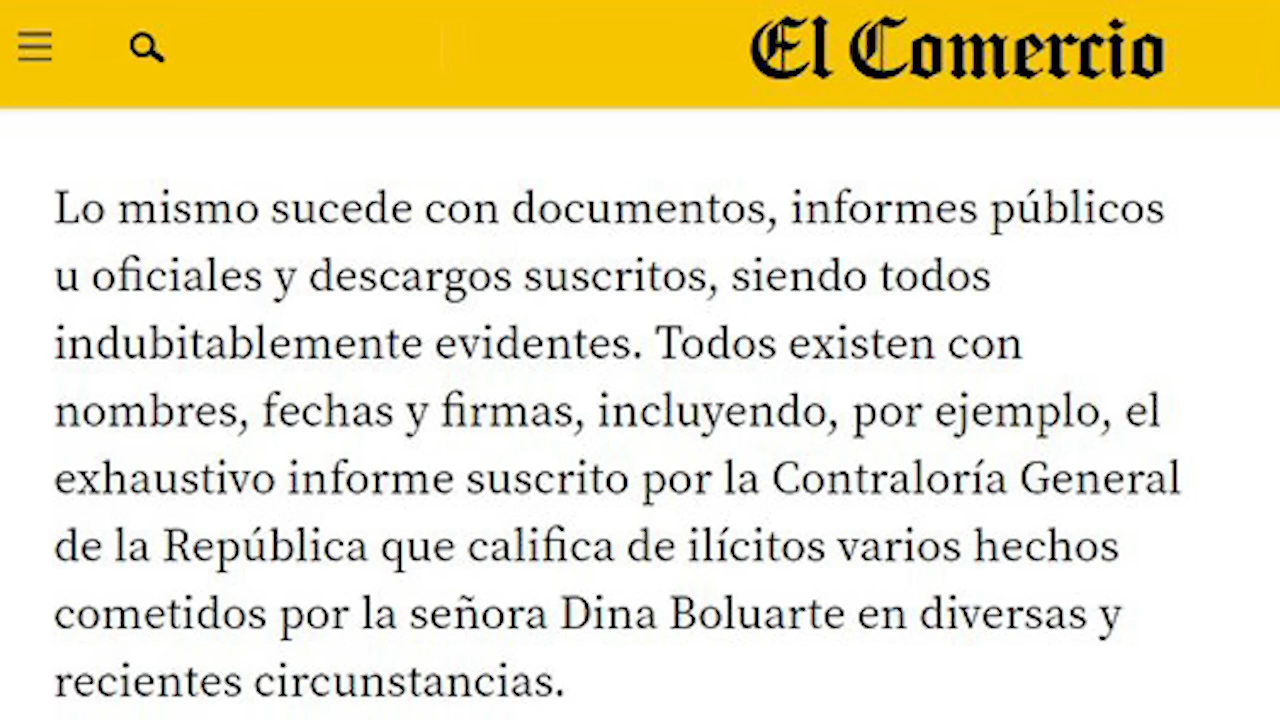 El Comercio
Lo mismo sucede con documentos, informes públicos
u oficiales y descargos suscritos, siendo todos
indubitablemente evidentes. Todos existen con
nombres, fechas y firmas, incluyendo, por ejemplo, el
exhaustivo informe suscrito por la Contraloría General
de la República que califica de ilícitos varios hechos
cometidos por la señora Dina Boluarte en diversas y
recientes circunstancias.